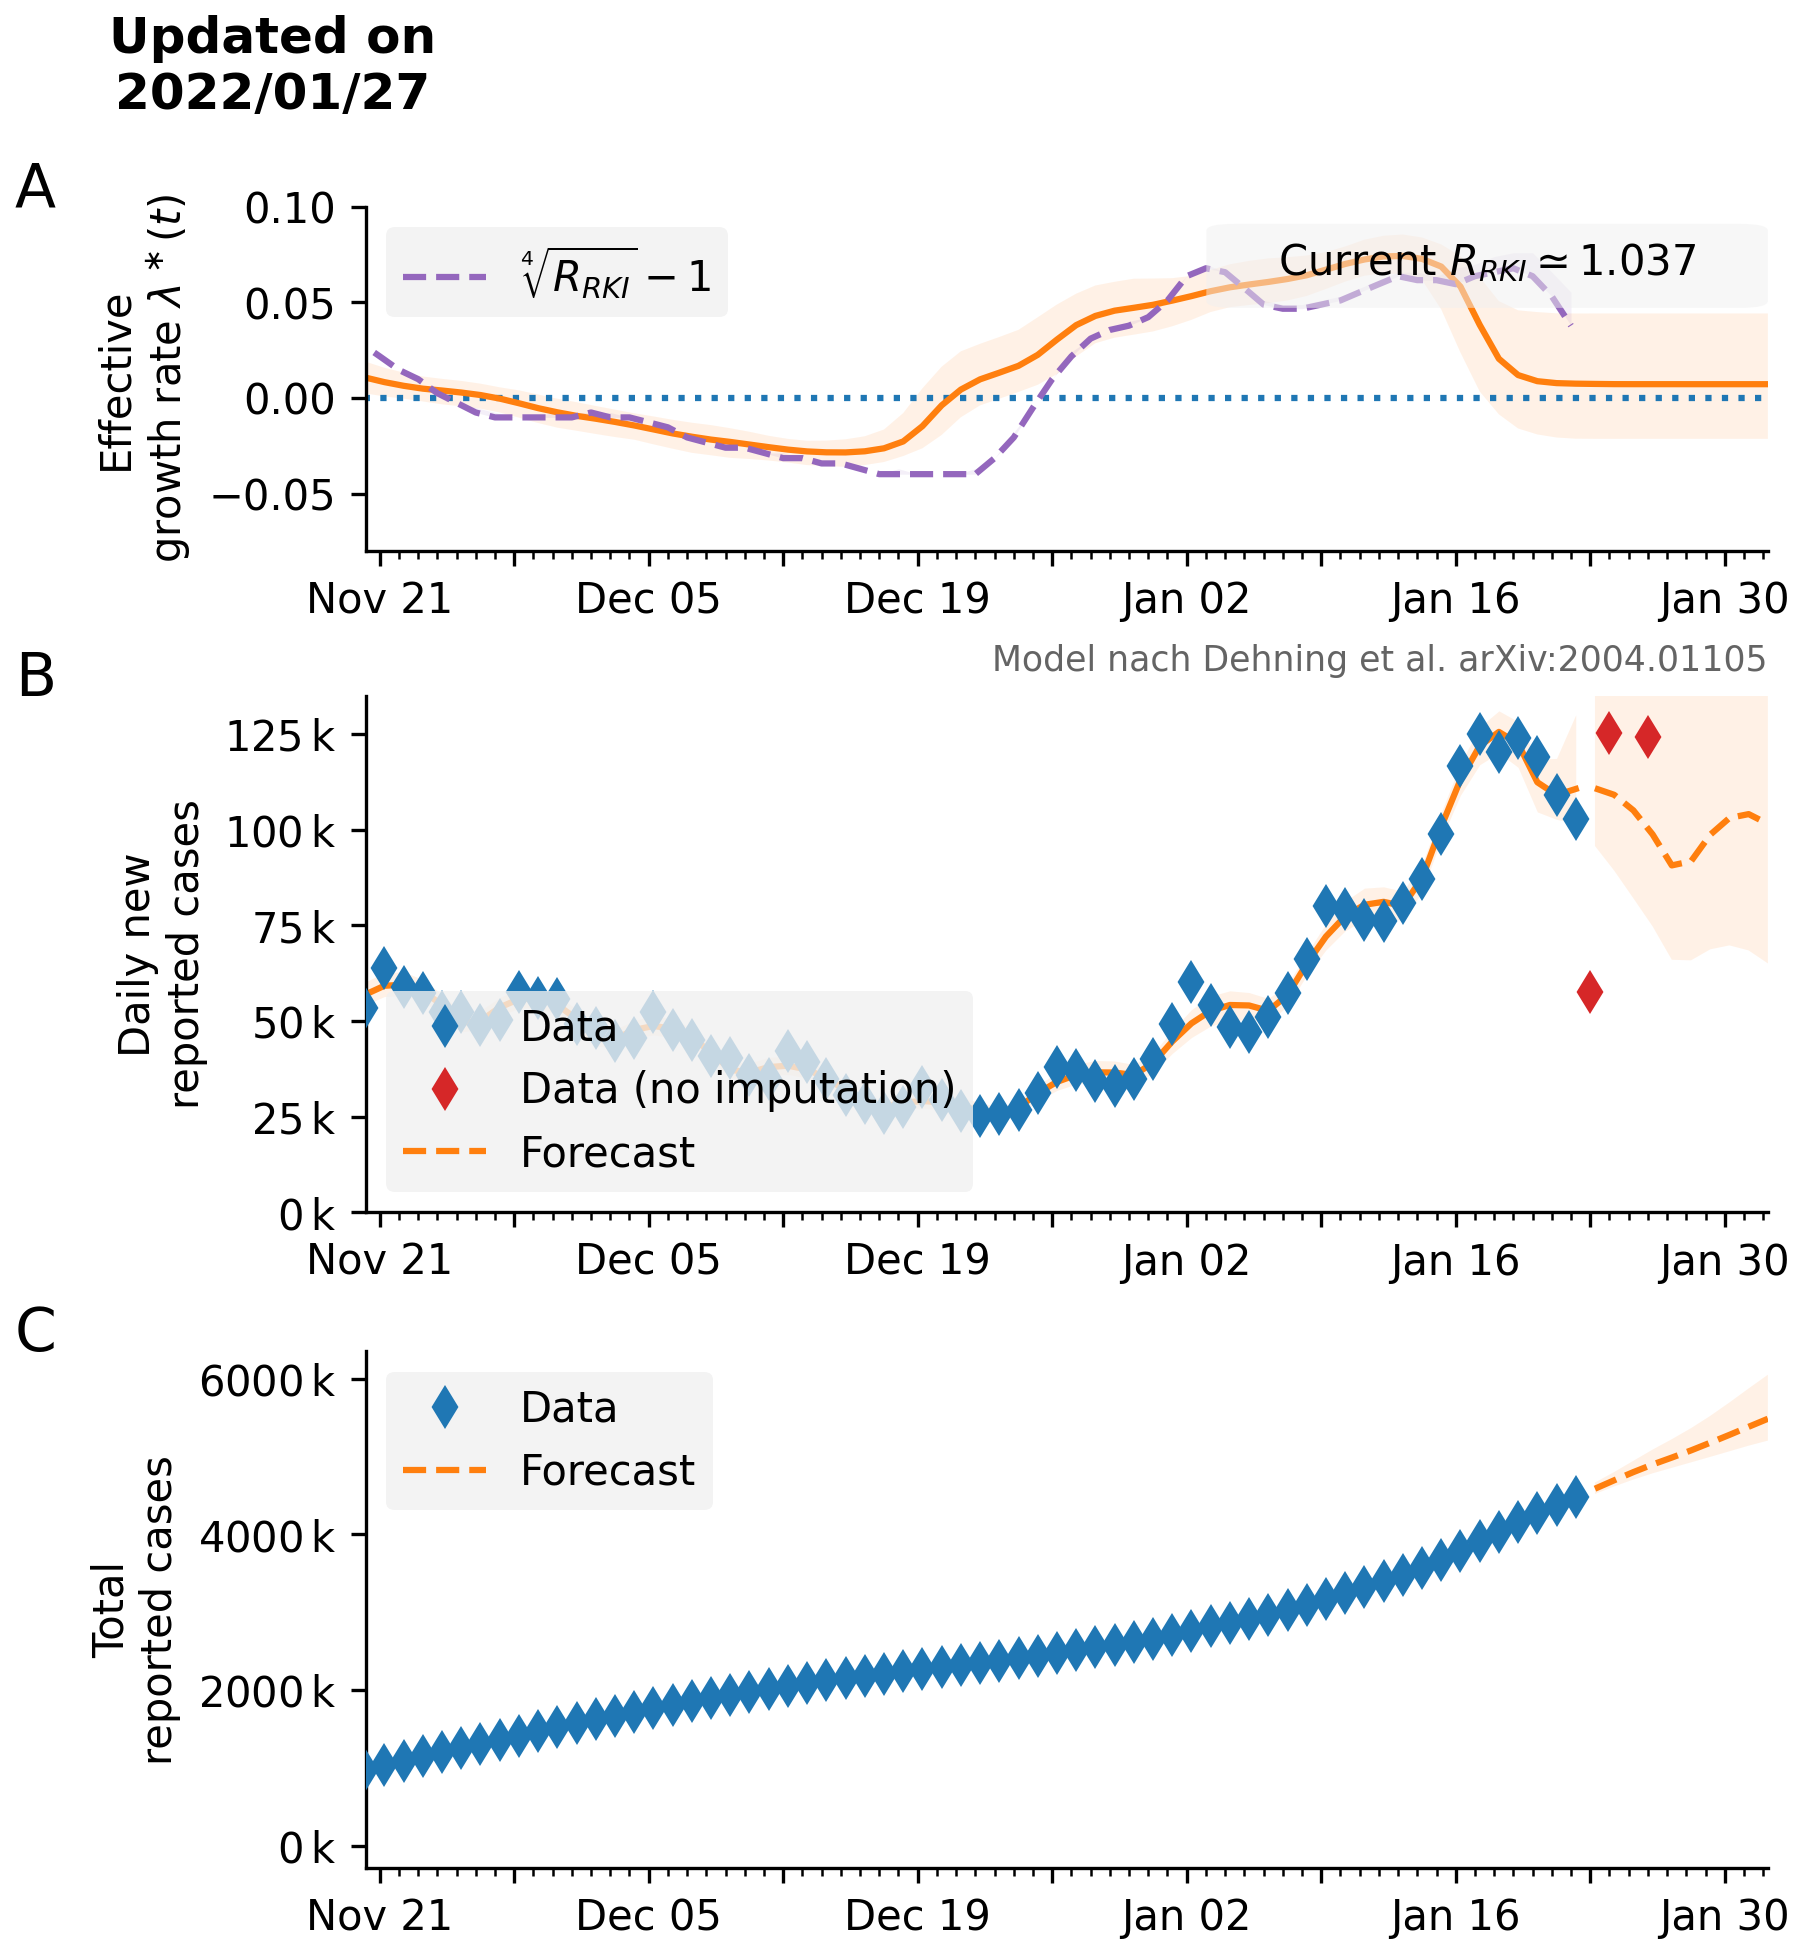 Updated on
2022/01/27
A
Effective
growth rate λ * (t)
0.10
0.05
0.00
−0.05
∜R_RKI − 1
Current R_RKI ≃ 1.037
Nov 21
Dec 05
Dec 19
Jan 02
Jan 16
Jan 30
Model nach Dehning et al. arXiv:2004.01105
B
Daily new
reported cases
125 k
100 k
75 k
50 k
25 k
0 k
Data
Data (no imputation)
Forecast
Nov 21
Dec 05
Dec 19
Jan 02
Jan 16
Jan 30
C
Total
reported cases
6000 k
4000 k
2000 k
0 k
Data
Forecast
Nov 21
Dec 05
Dec 19
Jan 02
Jan 16
Jan 30